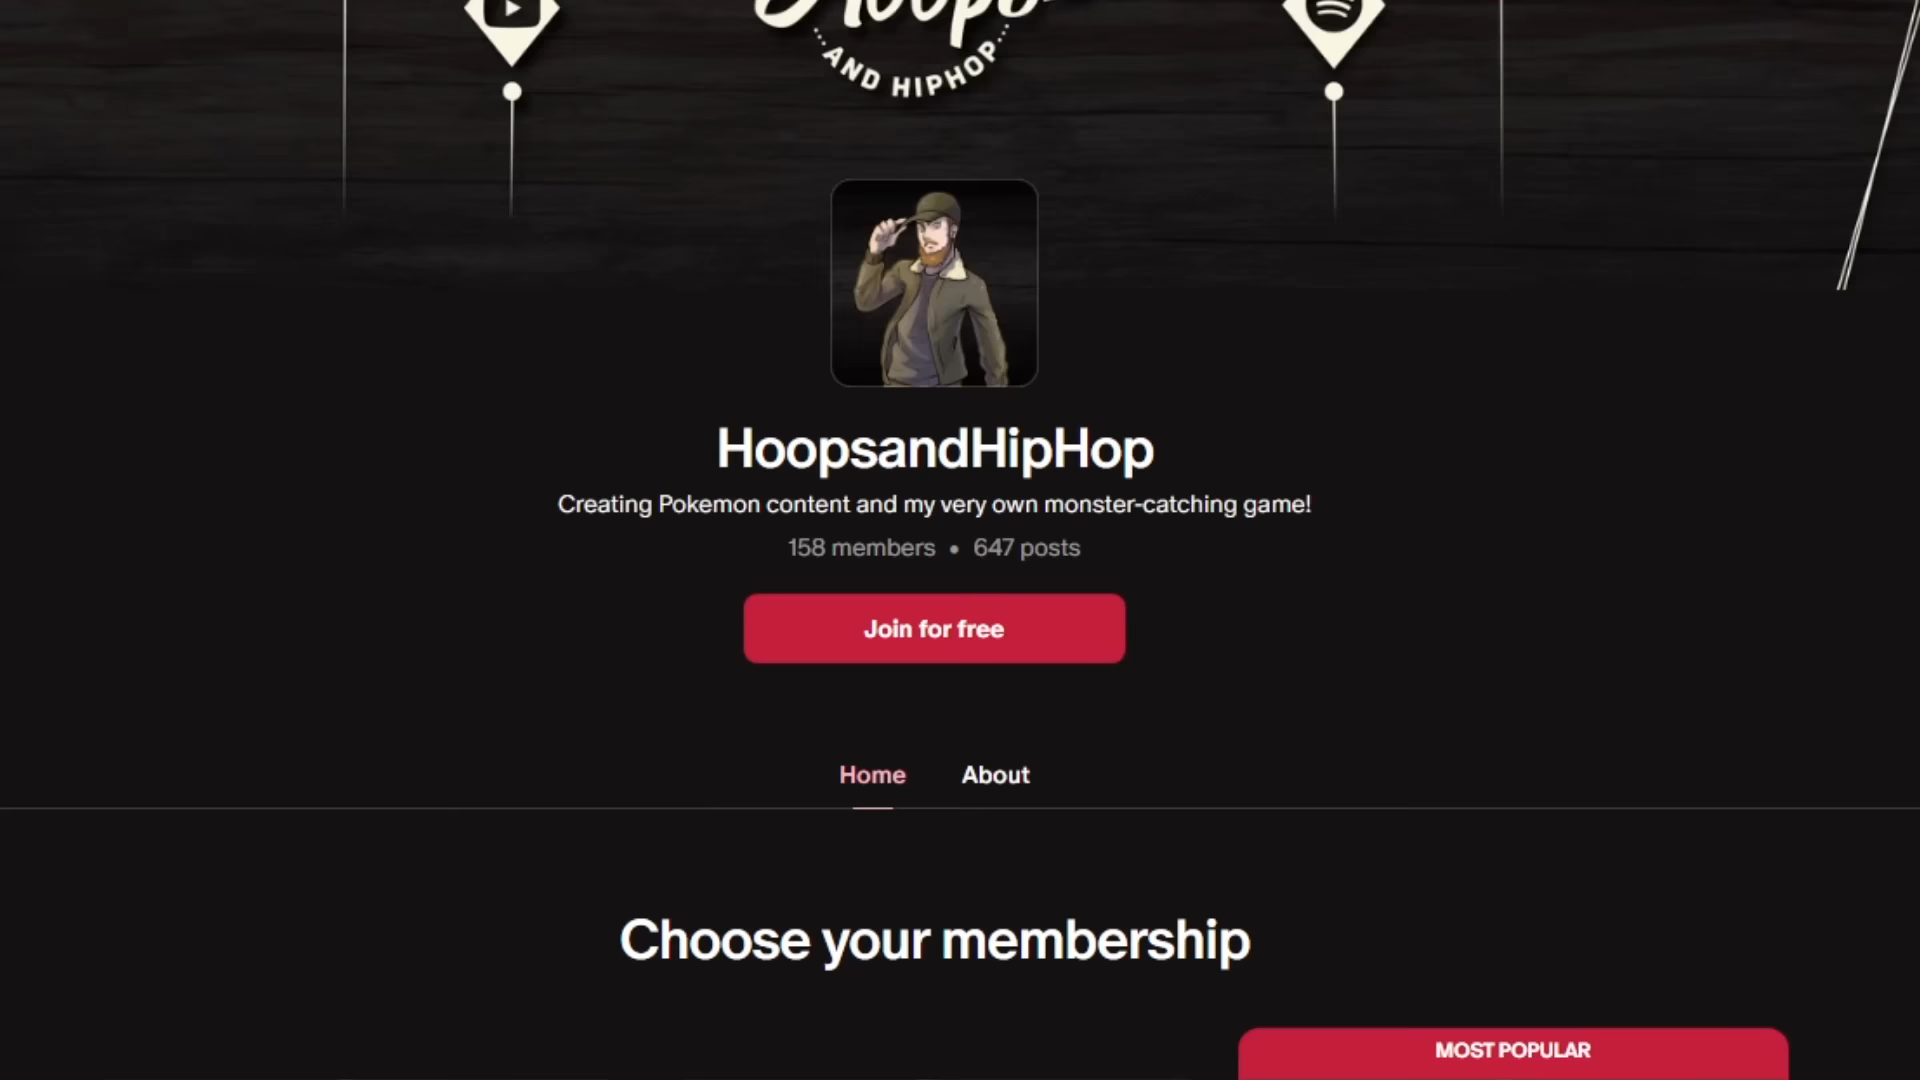 Hoops
AND HIPHOP
HoopsandHipHop
Creating Pokemon content and my very own monster-catching game!
158 members • 647 posts
Join for free
Home About
Choose your membership
MOST POPULAR